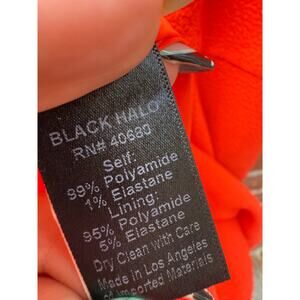 BLACK HALO
RN# 40680
Self:
99% Polyamide
1% Elastane
Lining:
95% Polyamide
5% Elastane
Dry Clean with Care
Made in Los Angeles
of Imported Materials